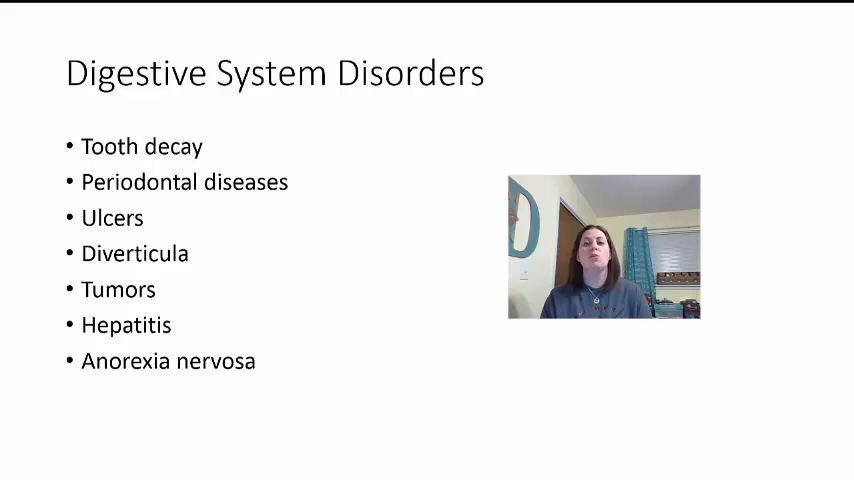 Digestive System Disorders
• Tooth decay
• Periodontal diseases
• Ulcers
• Diverticula
• Tumors
• Hepatitis
• Anorexia nervosa
D